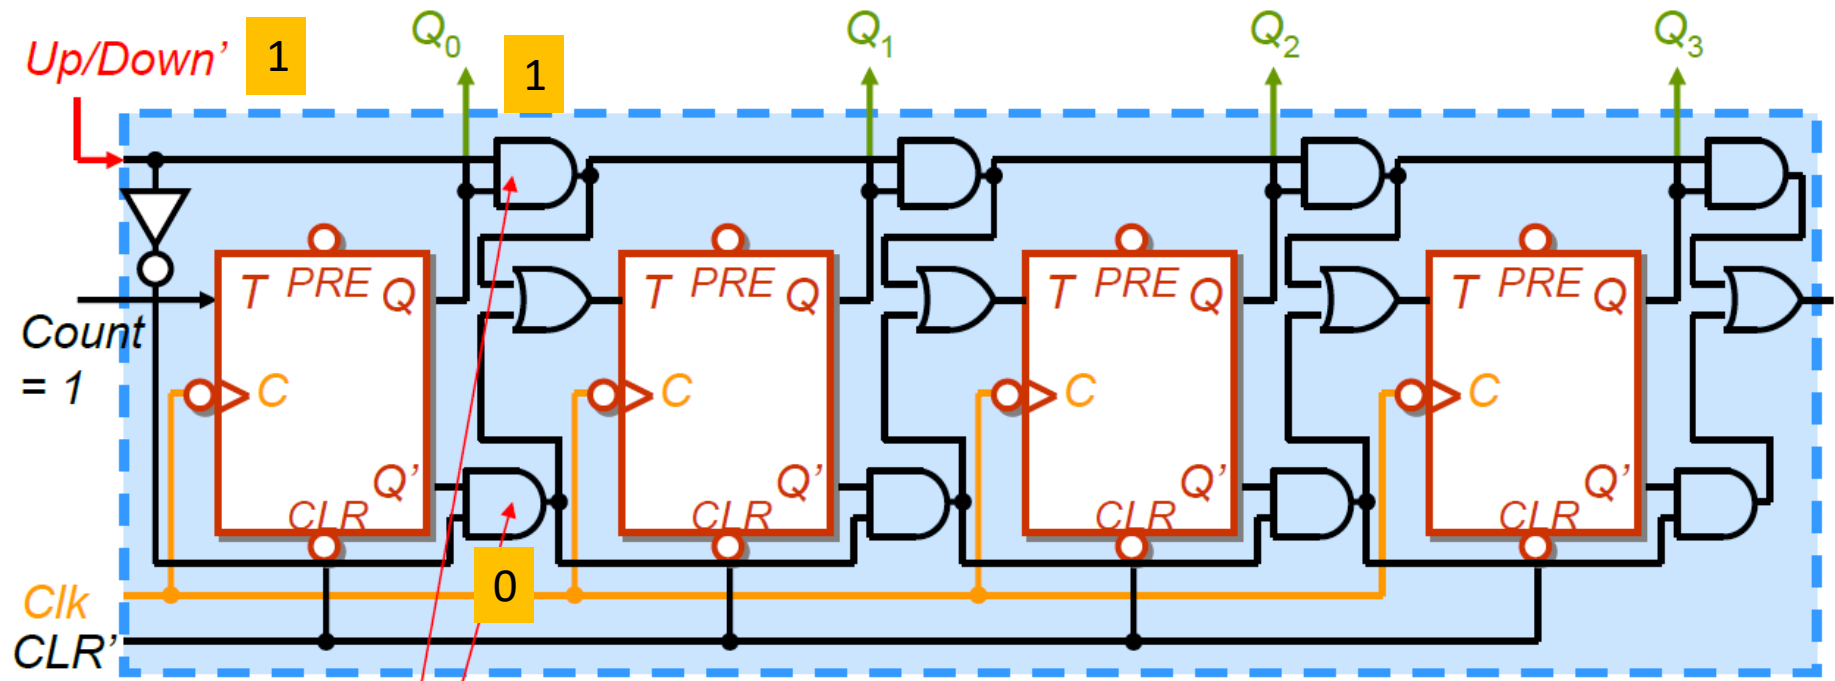 Up/Down’ 1 Q0 1 Q1 Q2 Q3
T PRE Q T PRE Q T PRE Q T PRE Q
Count
= 1
C C C C
Q’ Q’ Q’ Q’
CLR CLR CLR CLR
0
Clk
CLR’